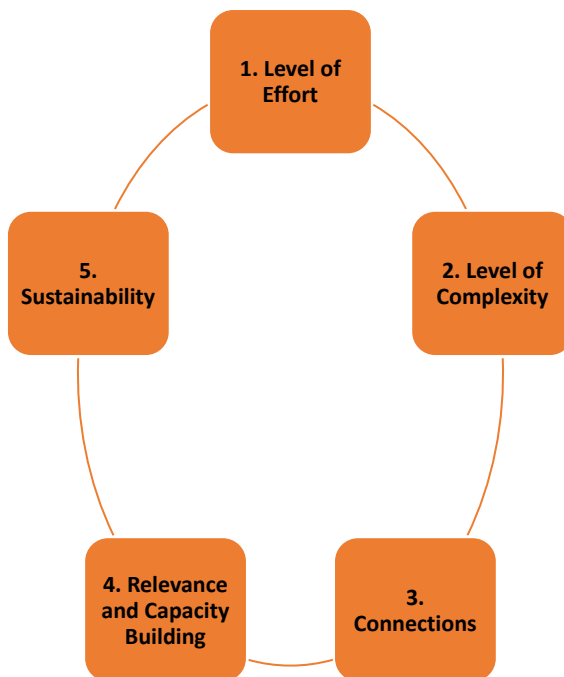 1. Level of
Effort
2. Level of
Complexity
3.
Connections
4. Relevance
and Capacity
Building
5.
Sustainability